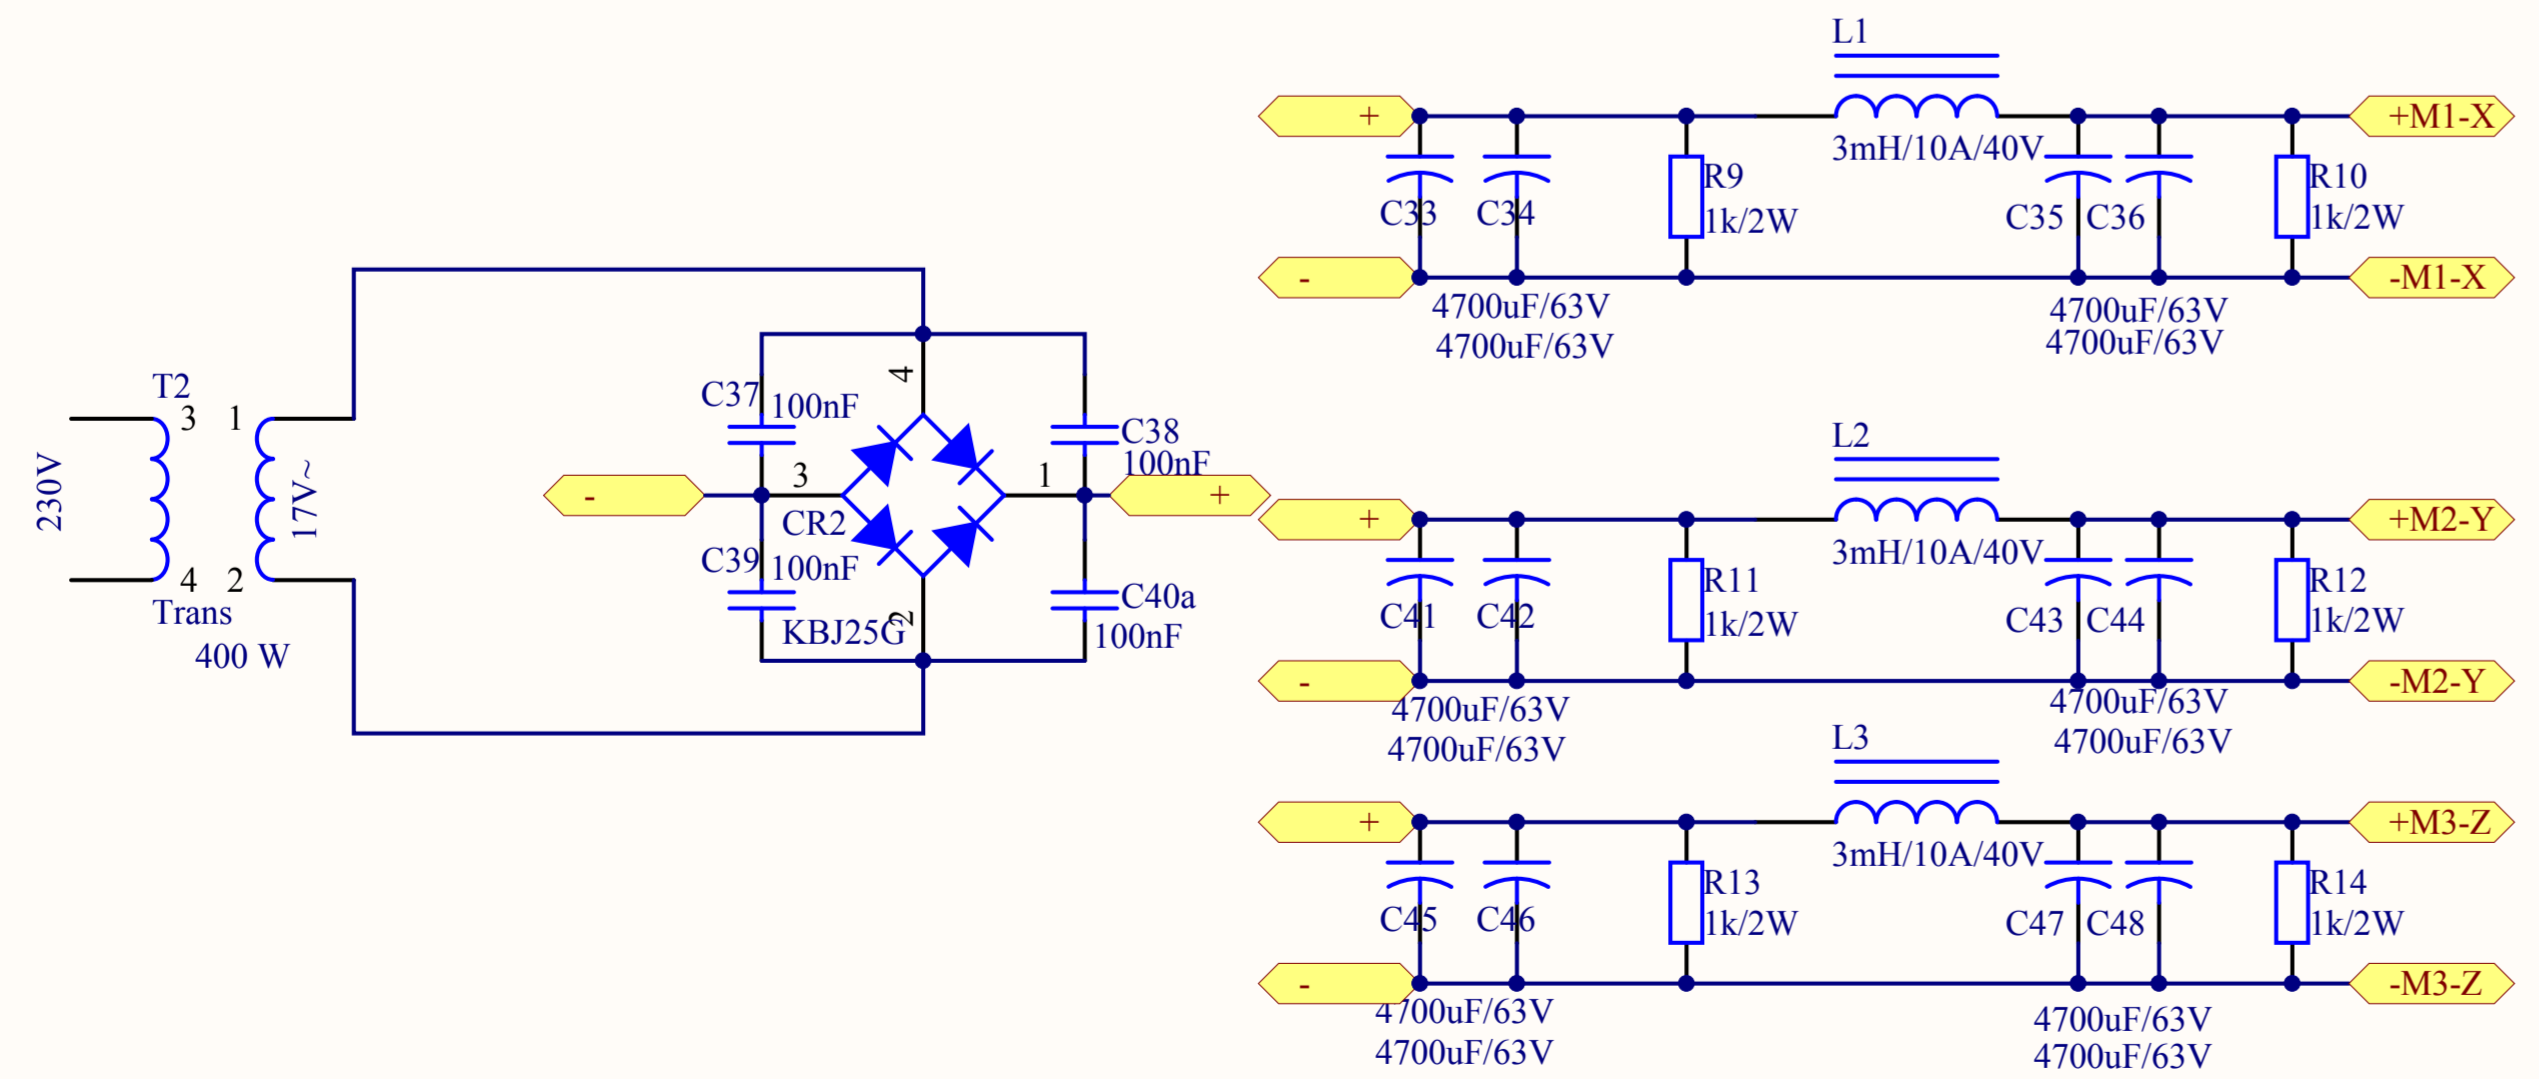 T2
3
1
230V
17V~
4
2
Trans
400 W
C37
100nF
4
C38
100nF
-
3
1
+
CR2
C39
100nF
2
KBJ25G
C40a
100nF
L1
+
+M1-X
3mH/10A/40V
R9
1k/2W
R10
1k/2W
C33
C34
C35
C36
-
-M1-X
4700uF/63V
4700uF/63V
4700uF/63V
4700uF/63V
L2
+
+M2-Y
3mH/10A/40V
R11
1k/2W
R12
1k/2W
C41
C42
C43
C44
-
-M2-Y
4700uF/63V
4700uF/63V
4700uF/63V
4700uF/63V
L3
+
+M3-Z
3mH/10A/40V
R13
1k/2W
R14
1k/2W
C45
C46
C47
C48
-
-M3-Z
4700uF/63V
4700uF/63V
4700uF/63V
4700uF/63V